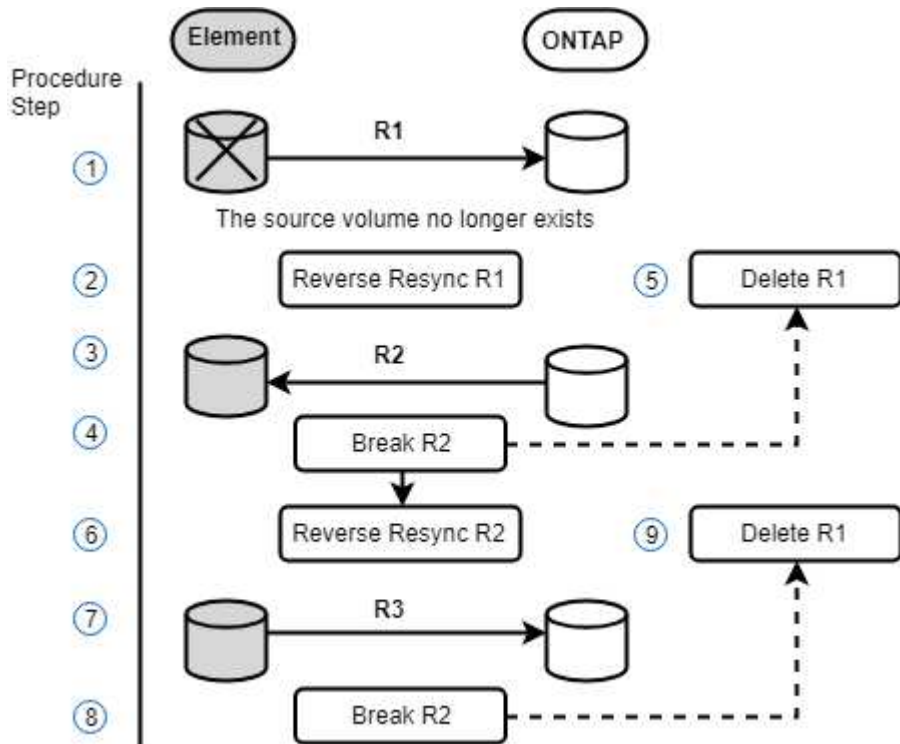 Element
ONTAP
Procedure
Step
R1
1
The source volume no longer exists
2
Reverse Resync R1
5
Delete R1
3
R2
4
Break R2
6
Reverse Resync R2
9
Delete R1
7
R3
8
Break R2